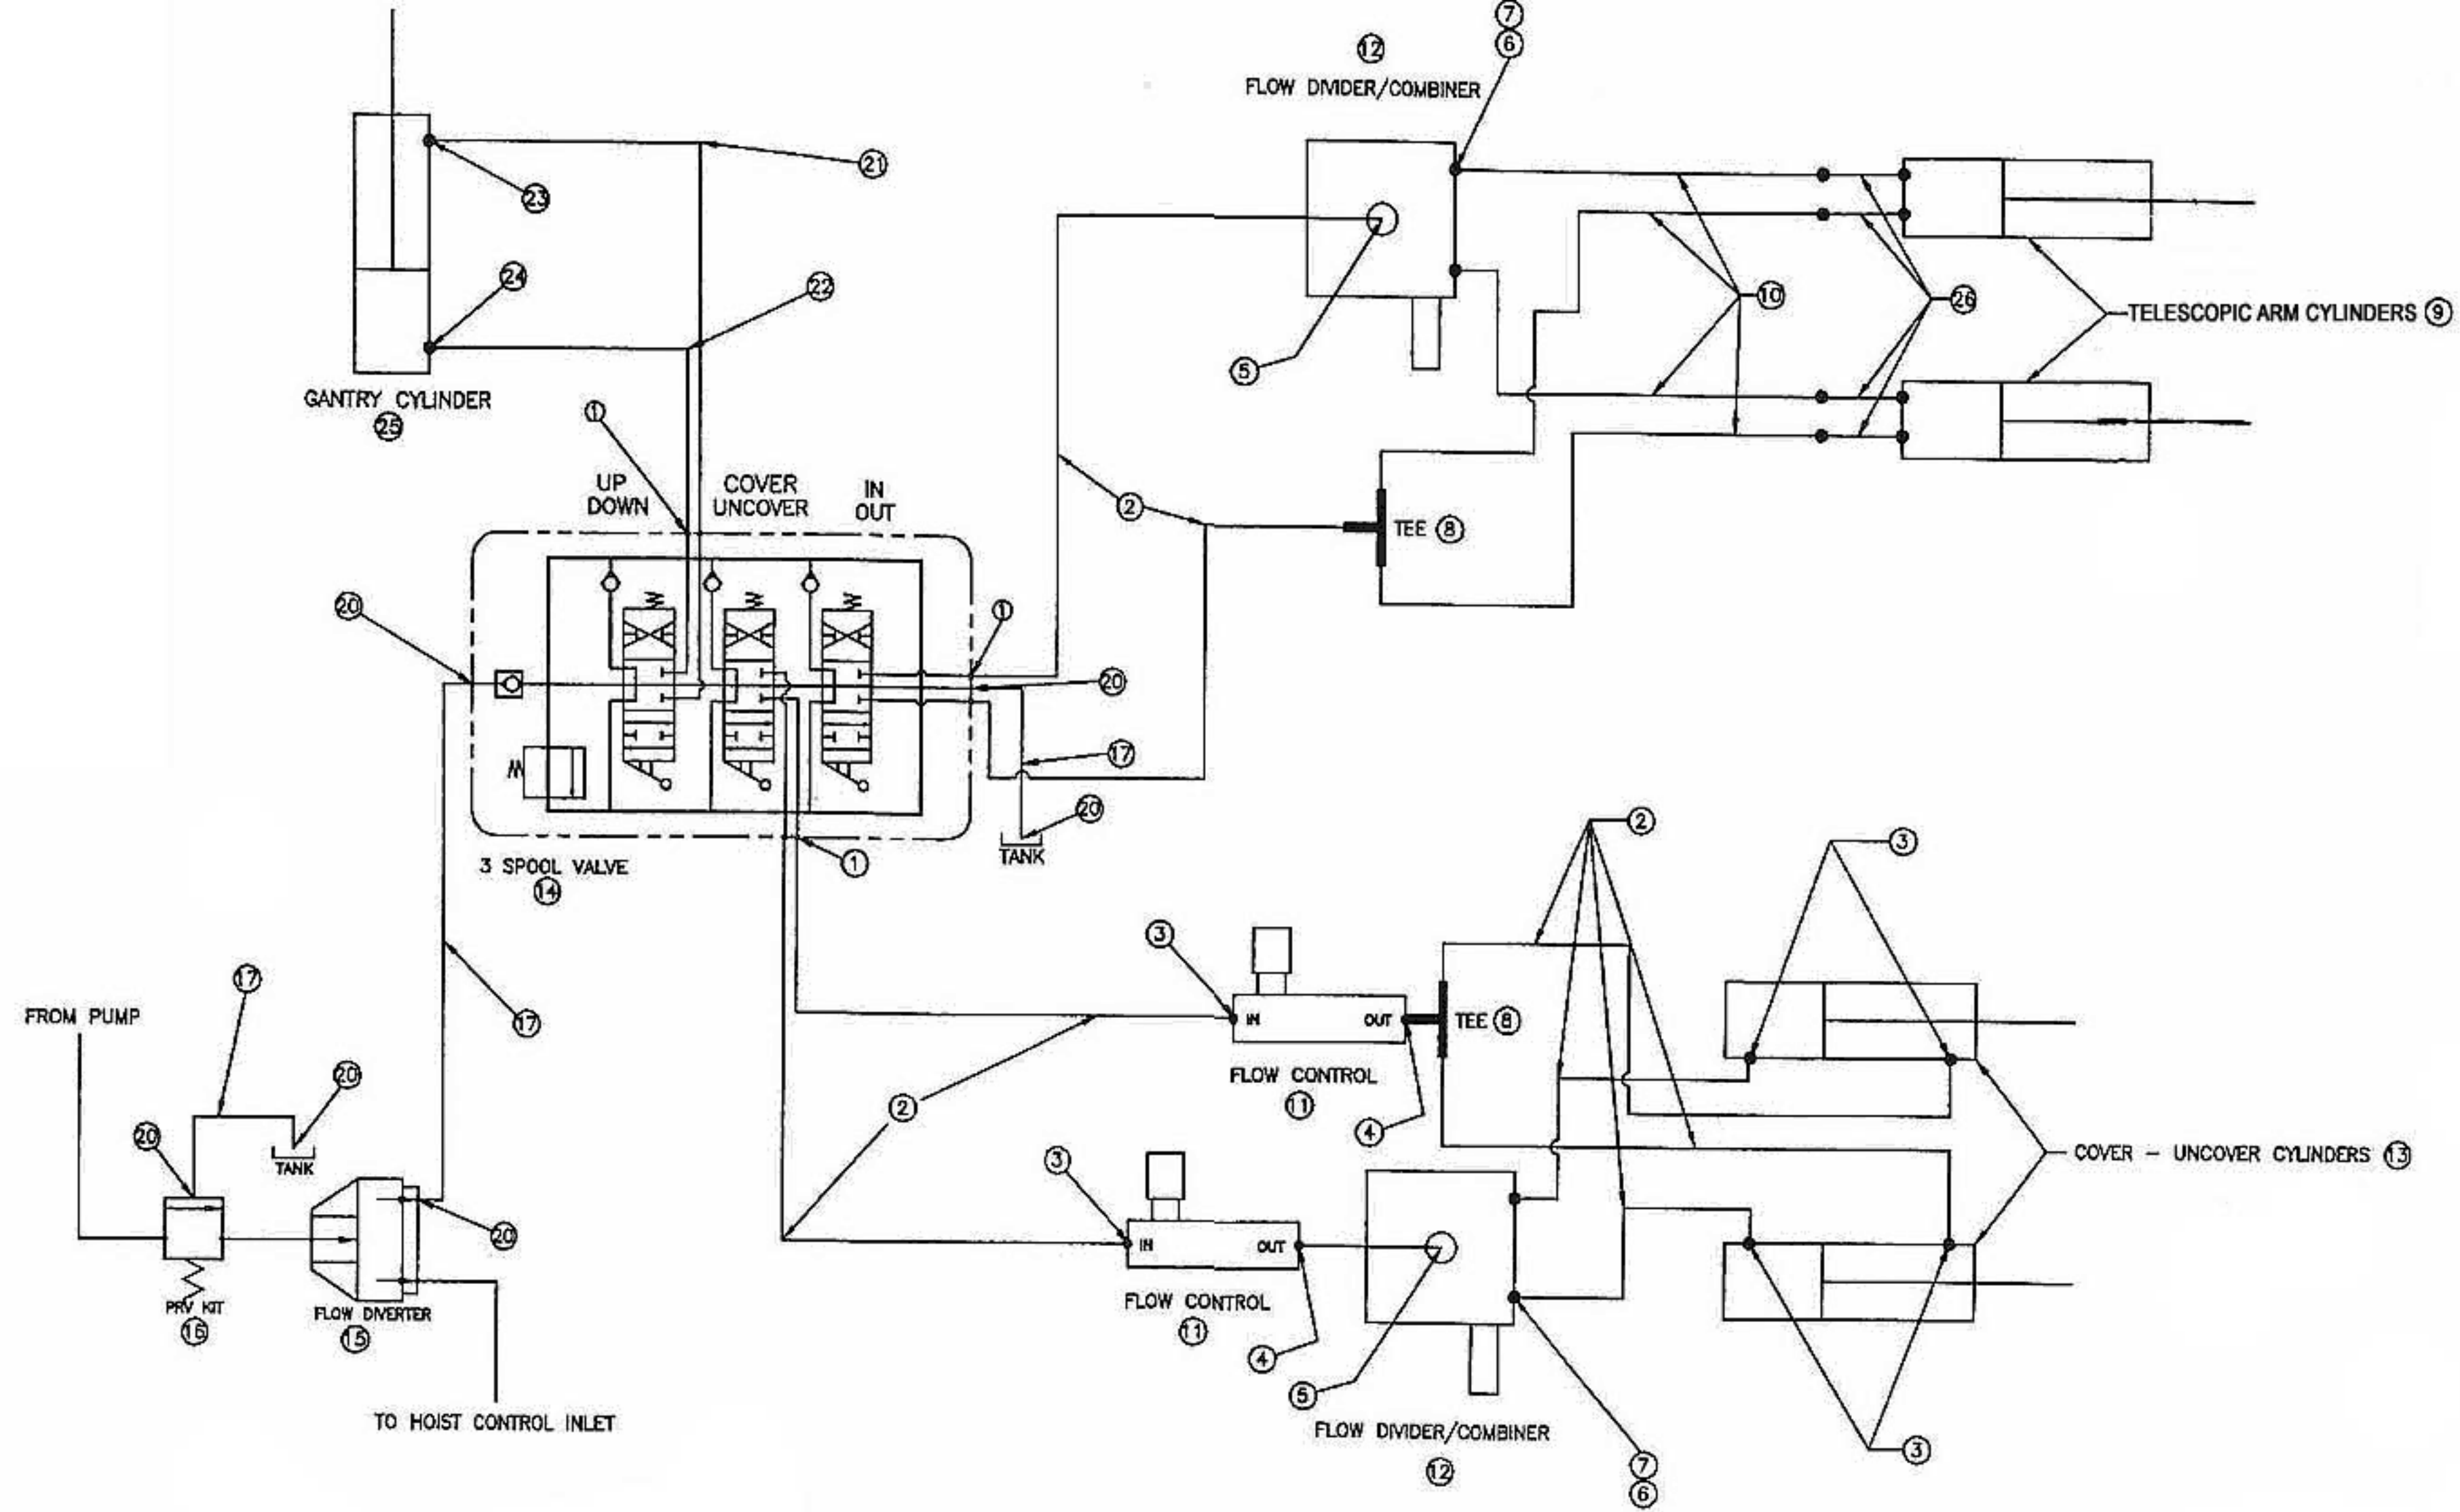 7
6
12
FLOW DIVIDER/COMBINER
21
23
24
22
10
26
TELESCOPIC ARM CYLINDERS 9
5
GANTRY CYLINDER
25
1
UP
DOWN
COVER
UNCOVER
IN
OUT
2
TEE 8
20
1
20
17
20
TANK
3 SPOOL VALVE
14
1
2
3
3
17
FROM PUMP
17
IN
OUT
TEE 8
FLOW CONTROL
11
4
20
20
TANK
2
COVER - UNCOVER CYLINDERS 13
3
20
IN
OUT
PRV KIT
16
FLOW DIVERTER
15
FLOW CONTROL
11
4
5
TO HOIST CONTROL INLET
FLOW DIVIDER/COMBINER
12
3
7
6